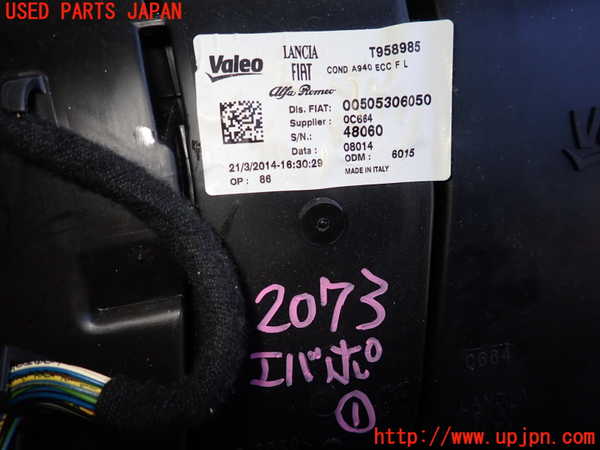 USED PARTS JAPAN
Valeo
LANCIA
FIAT
Alfa Romeo
T958985
COND A940 ECC F L
Dis. FIAT: 00505306050
Supplier : 0C664
S/N.: 48060
Data : 08014
21/3/2014-16:30:29
ODM : 6015
OP : 86
MADE IN ITALY
2073
エバポ
①
C664
http://www.upjpn.com